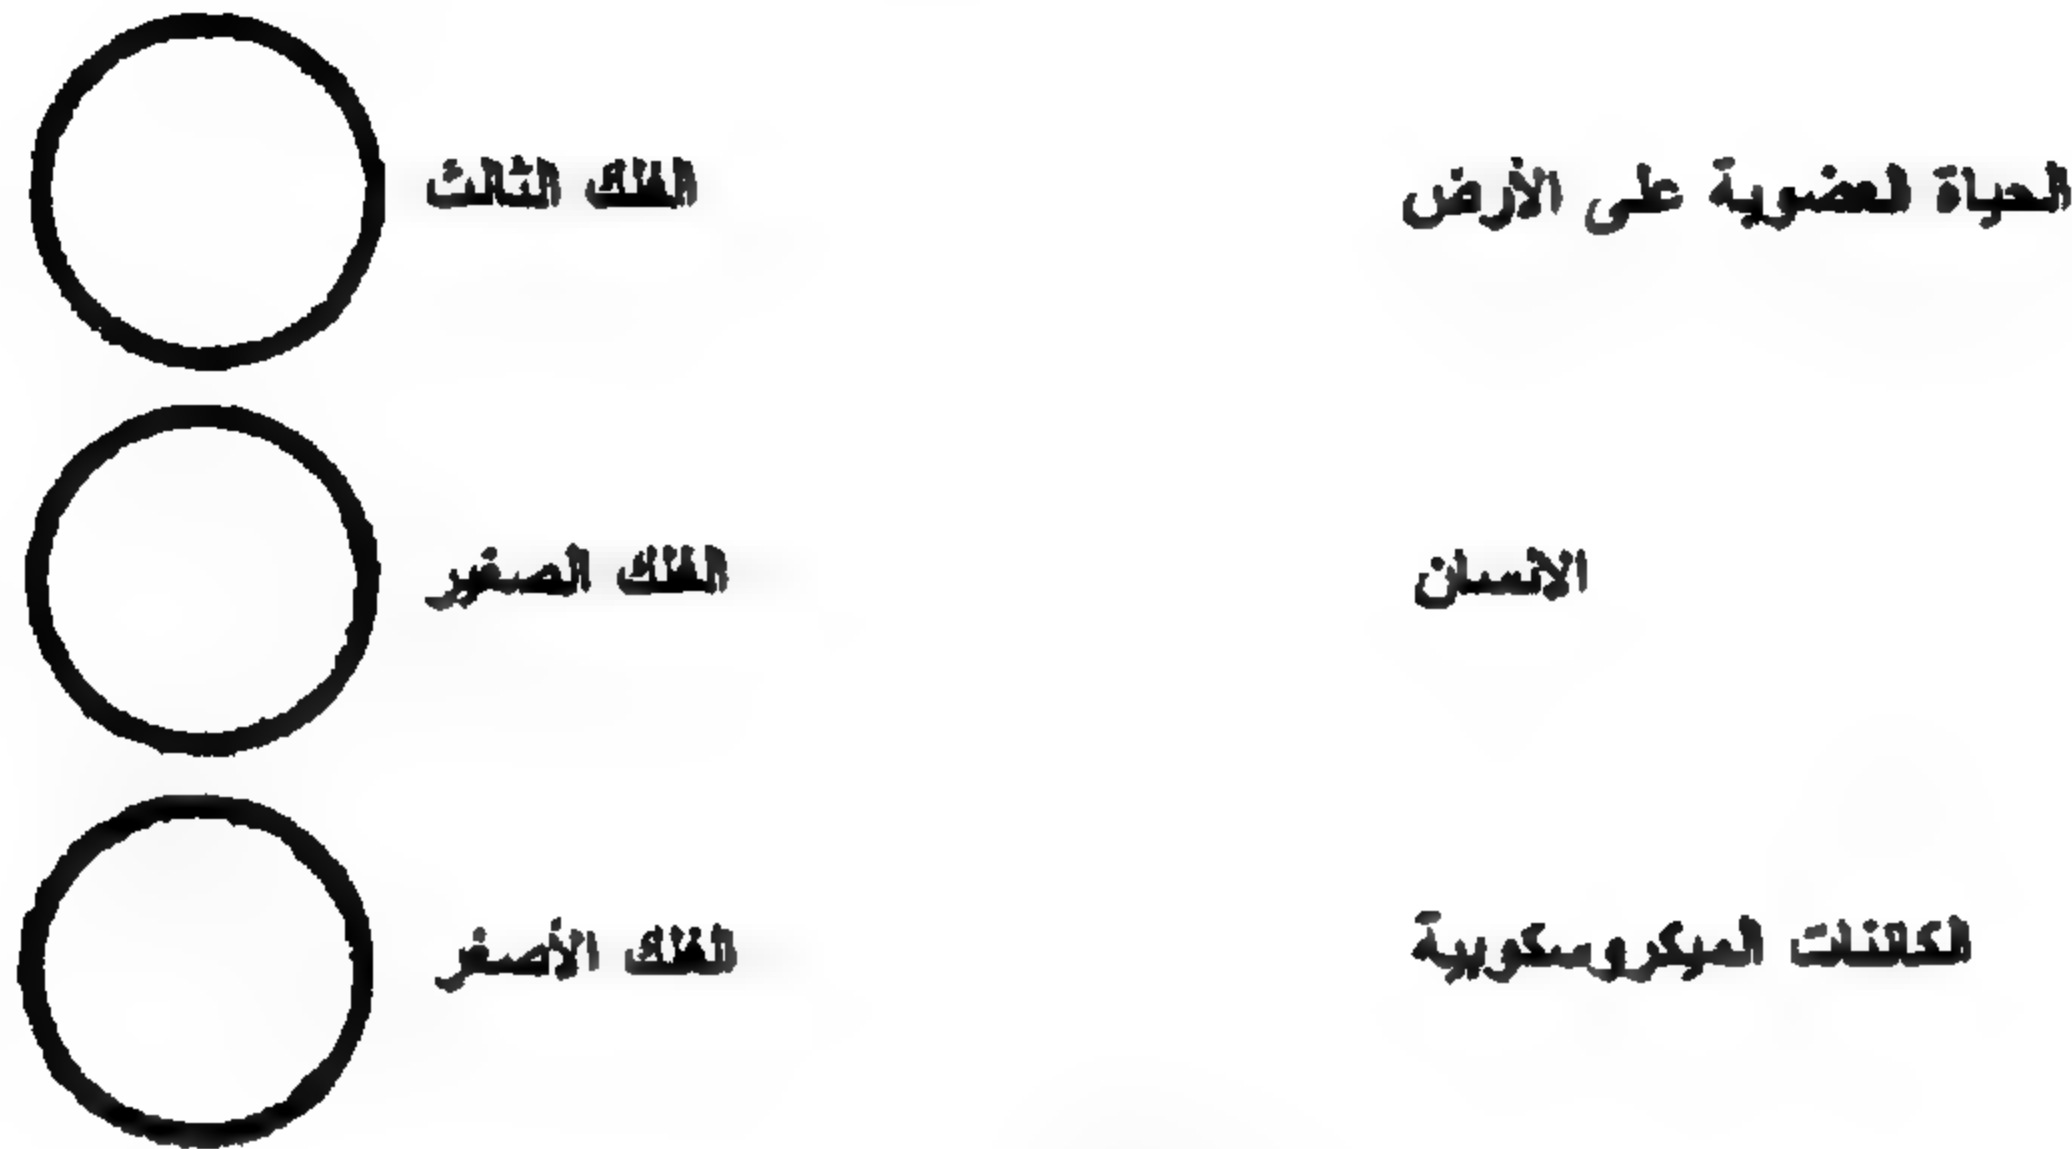 الحياة العضوية على الأرض الفلك الثالث
الانسان الفلك الصغير
الكائنات الميكروسكوبية الفلك الأصغر